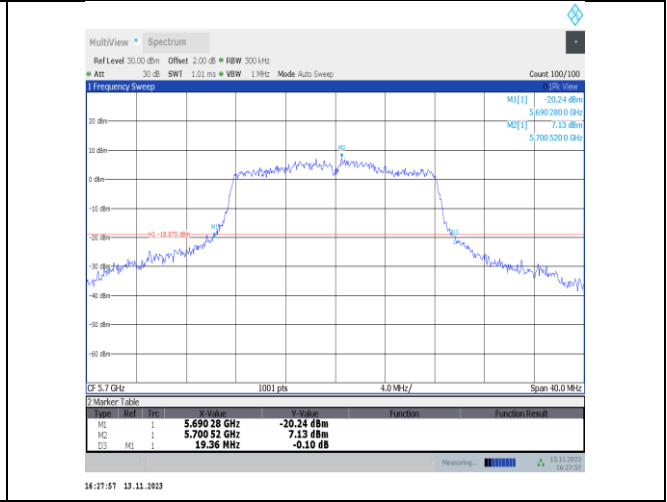 MultiView Spectrum
Ref Level 30.00 dBm Offset 2.00 dB RBW 300 kHz
Att 30 dB SWT 1.01 ms VBW 1 MHz Mode Auto Sweep Count 100/100
1 Frequency Sweep 1Pk View
M1[1] -20.24 dBm
5.690 280 0 GHz
M2[1] 7.13 dBm
5.700 520 0 GHz
20 dBm
10 dBm
M2
0 dBm
-10 dBm
M1
H1 -18.870 dBm
D3
-20 dBm
-30 dBm
-40 dBm
-50 dBm
-60 dBm
CF 5.7 GHz 1001 pts 4.0 MHz/ Span 40.0 MHz
2 Marker Table
Type Ref Trc X-Value Y-Value Function Function Result
M1 1 5.690 28 GHz -20.24 dBm
M2 1 5.700 52 GHz 7.13 dBm
D3 M1 1 19.36 MHz -0.10 dB
Measuring... 13.11.2023
16:27:57
16:27:57 13.11.2023